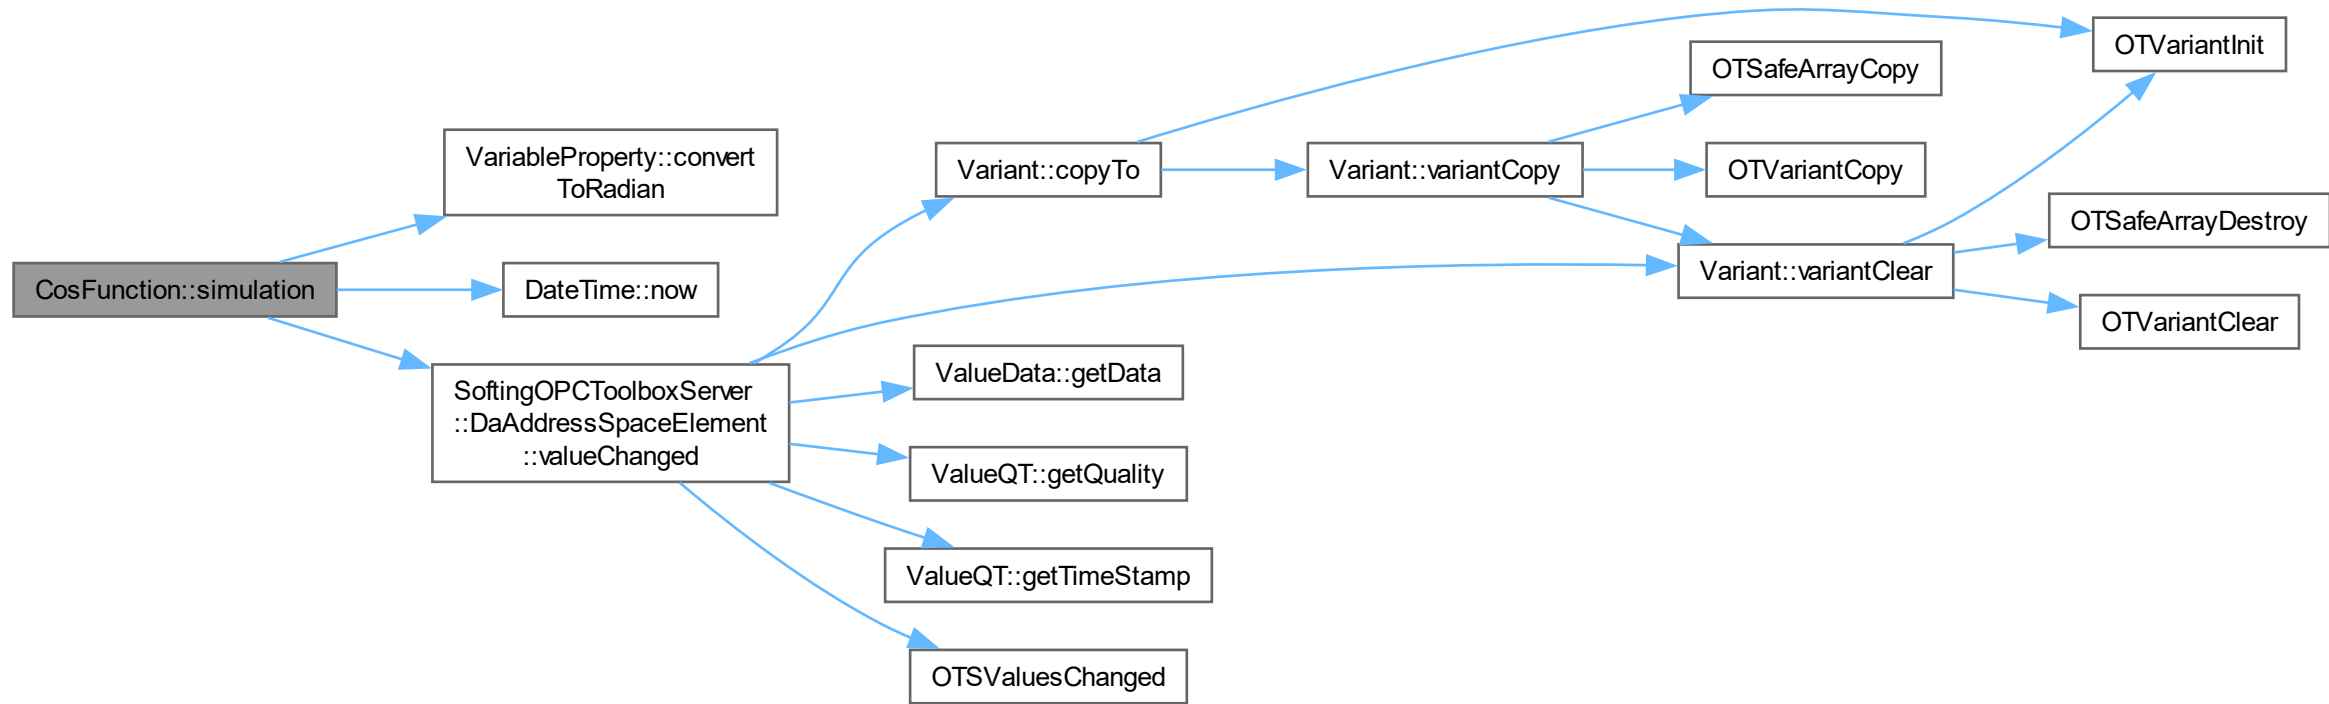 CosFunction::simulation
VariableProperty::convert
ToRadian
DateTime::now
SoftingOPCToolboxServer
::DaAddressSpaceElement
::valueChanged
Variant::copyTo
ValueData::getData
ValueQT::getQuality
ValueQT::getTimeStamp
OTSValuesChanged
Variant::variantCopy
OTSafeArrayCopy
OTVariantCopy
Variant::variantClear
OTVariantInit
OTSafeArrayDestroy
OTVariantClear